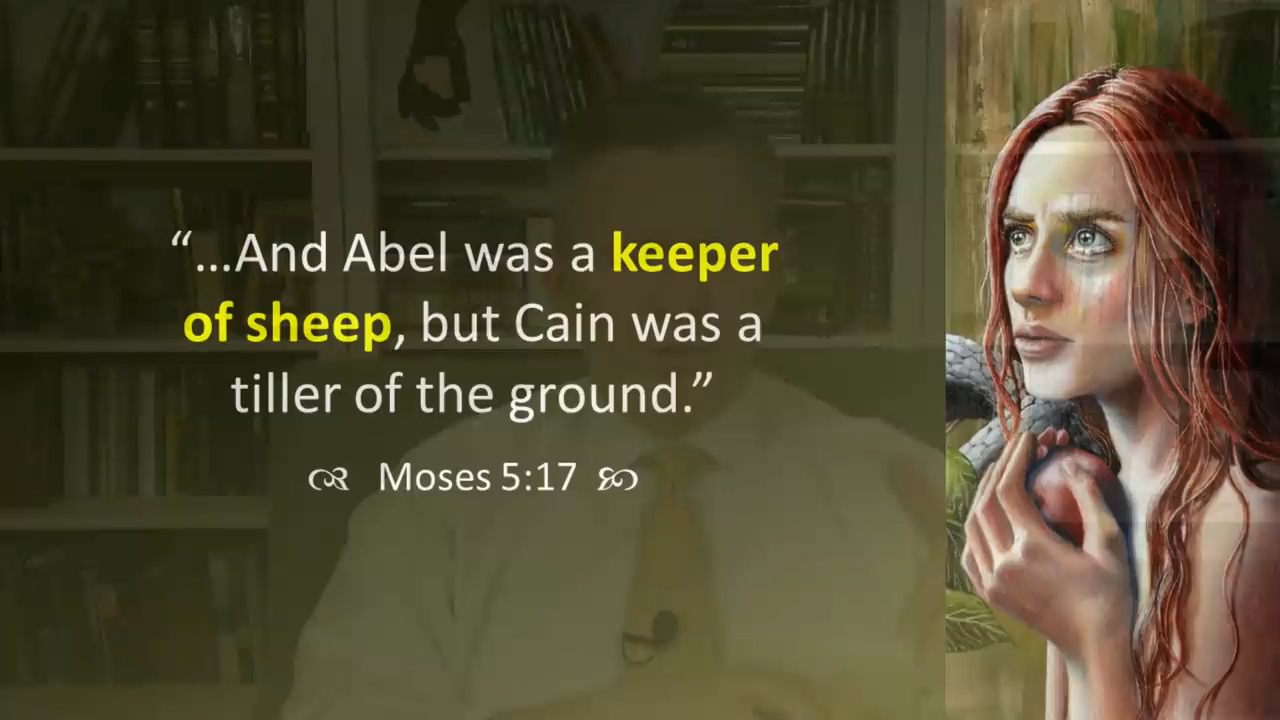 “…And Abel was a keeper
of sheep, but Cain was a
tiller of the ground.”
Moses 5:17